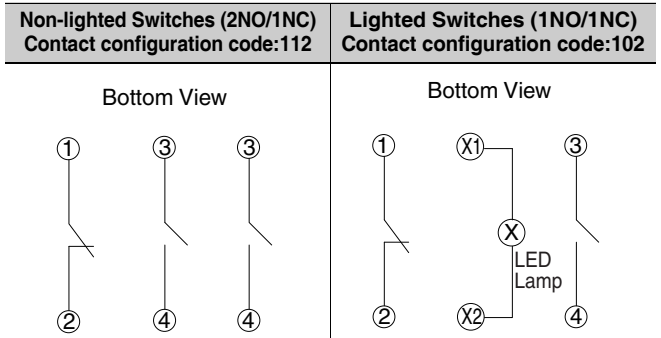 Non-lighted Switches (2NO/1NC)
Contact configuration code:112
Lighted Switches (1NO/1NC)
Contact configuration code:102
Bottom View
1 3 3
2 4 4
Bottom View
1 X1 3
X
LED
Lamp
2 X2 4